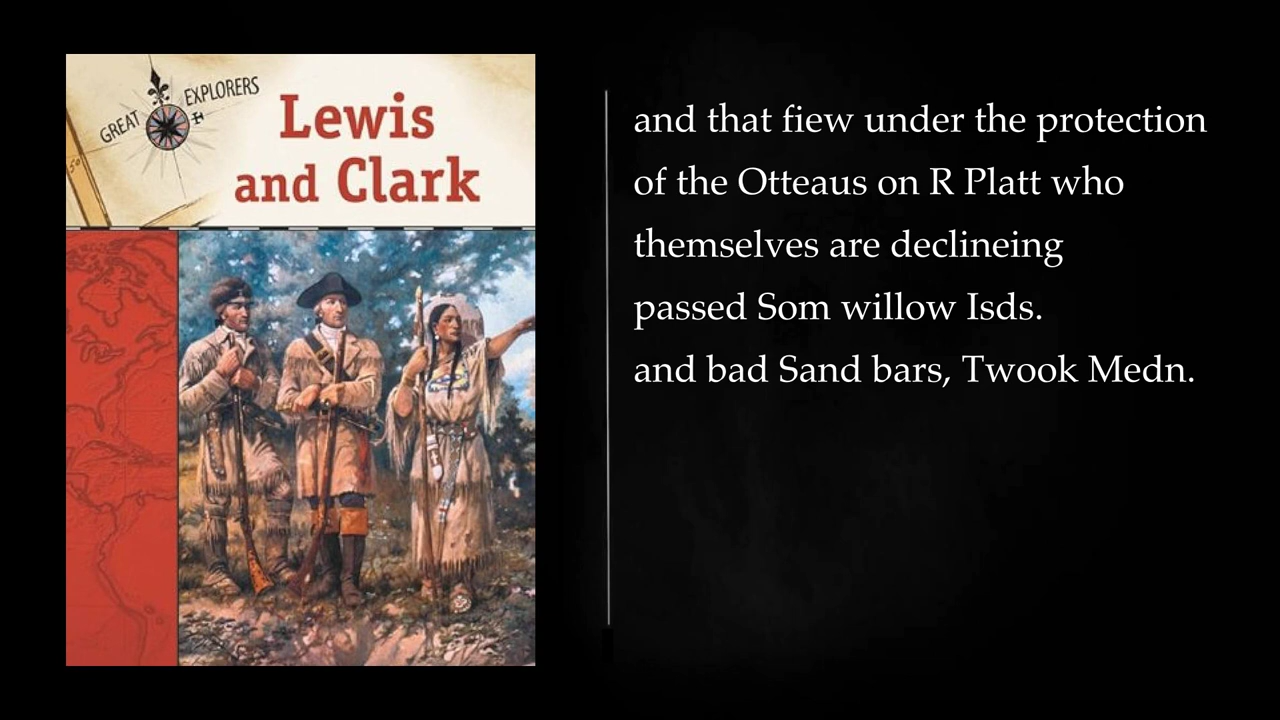 GREAT EXPLORERS
Lewis
and Clark
50
and that fiew under the protection
of the Otteaus on R Platt who
themselves are declineing
passed Som willow Isds.
and bad Sand bars, Twook Medn.